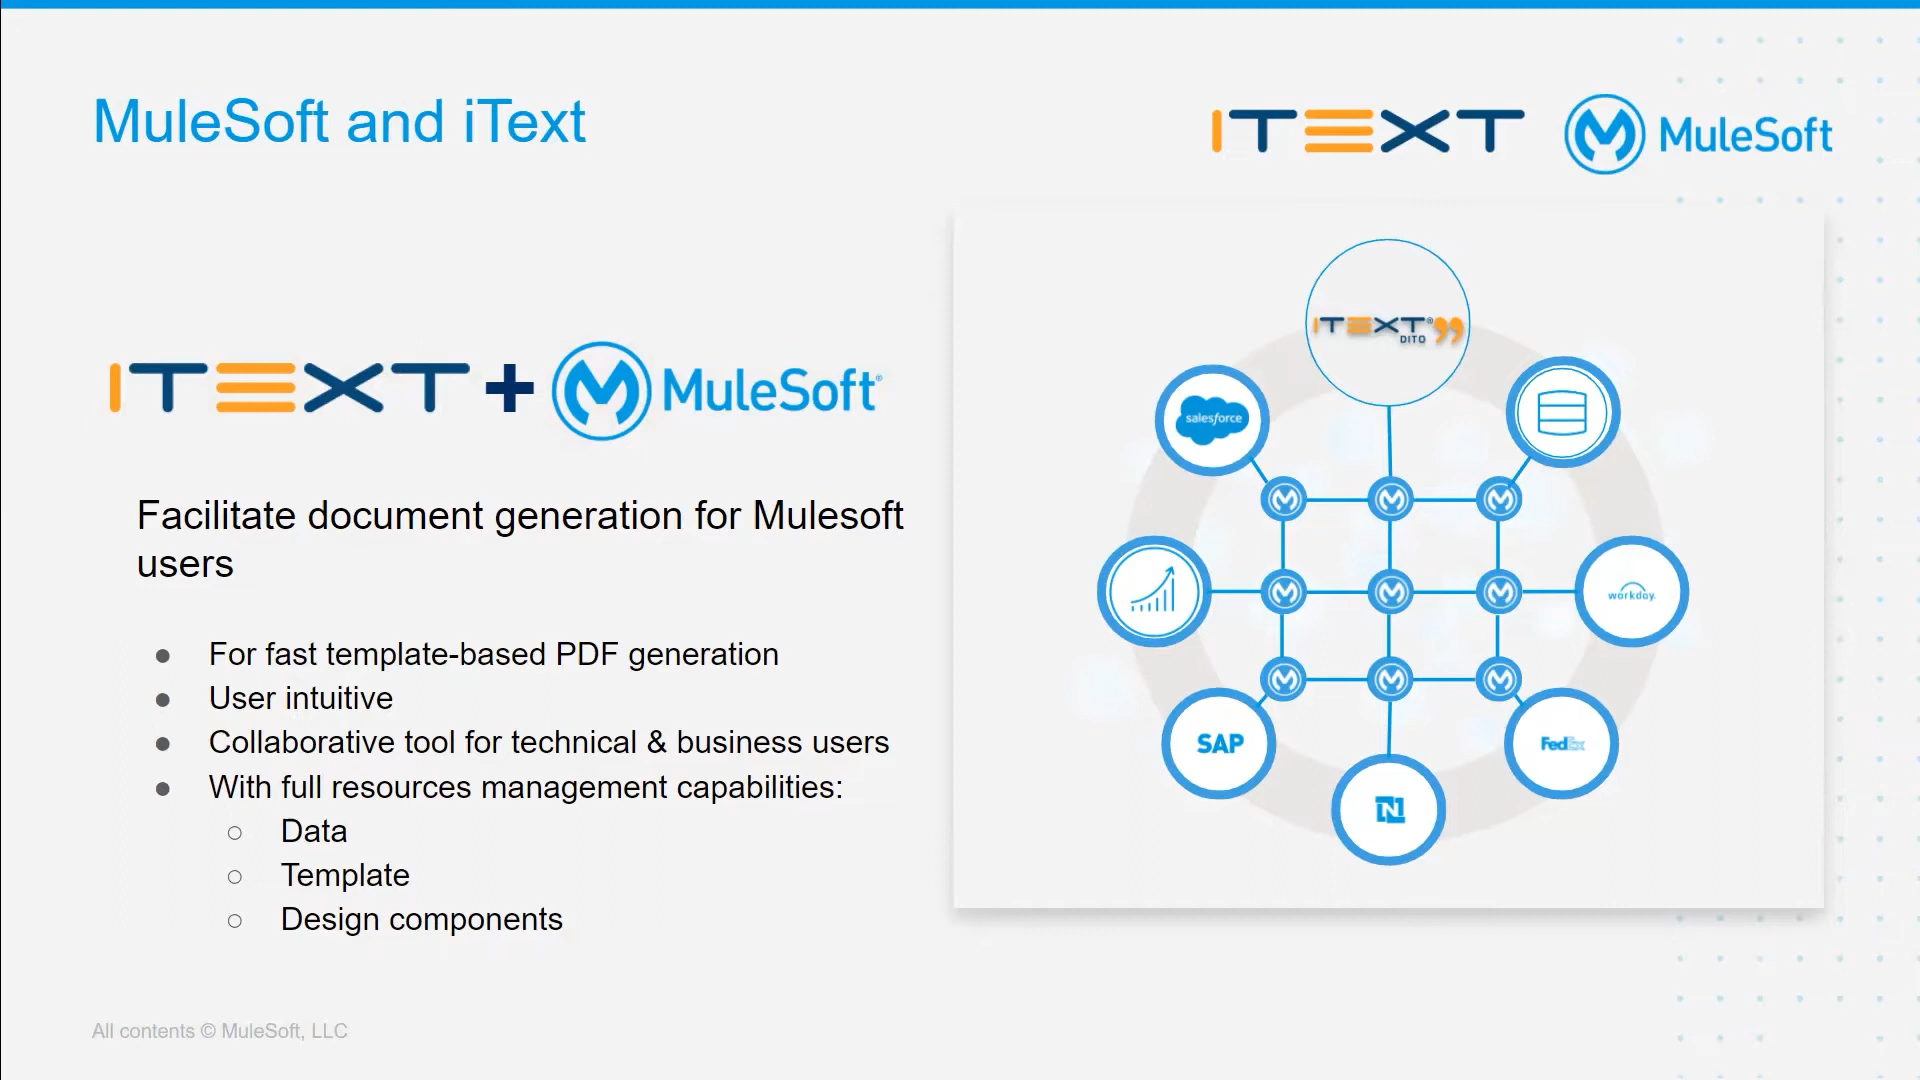 MuleSoft and iText
ITEXT MuleSoft
ITEXT + MuleSoft®
Facilitate document generation for Mulesoft
users
● For fast template-based PDF generation
● User intuitive
● Collaborative tool for technical & business users
● With full resources management capabilities:
○ Data
○ Template
○ Design components
ITEXT®
DITO
salesforce
workday.
SAP
FedEx
N
All contents © MuleSoft, LLC